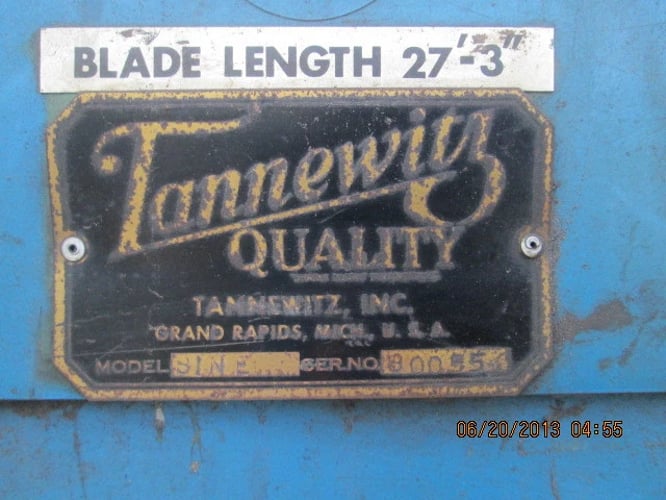 BLADE LENGTH 27'-3"
Tannewitz
QUALITY
TANNEWITZ, INC.
GRAND RAPIDS, MICH., U. S. A.
MODEL SER.NO.
06/20/2013 04:55